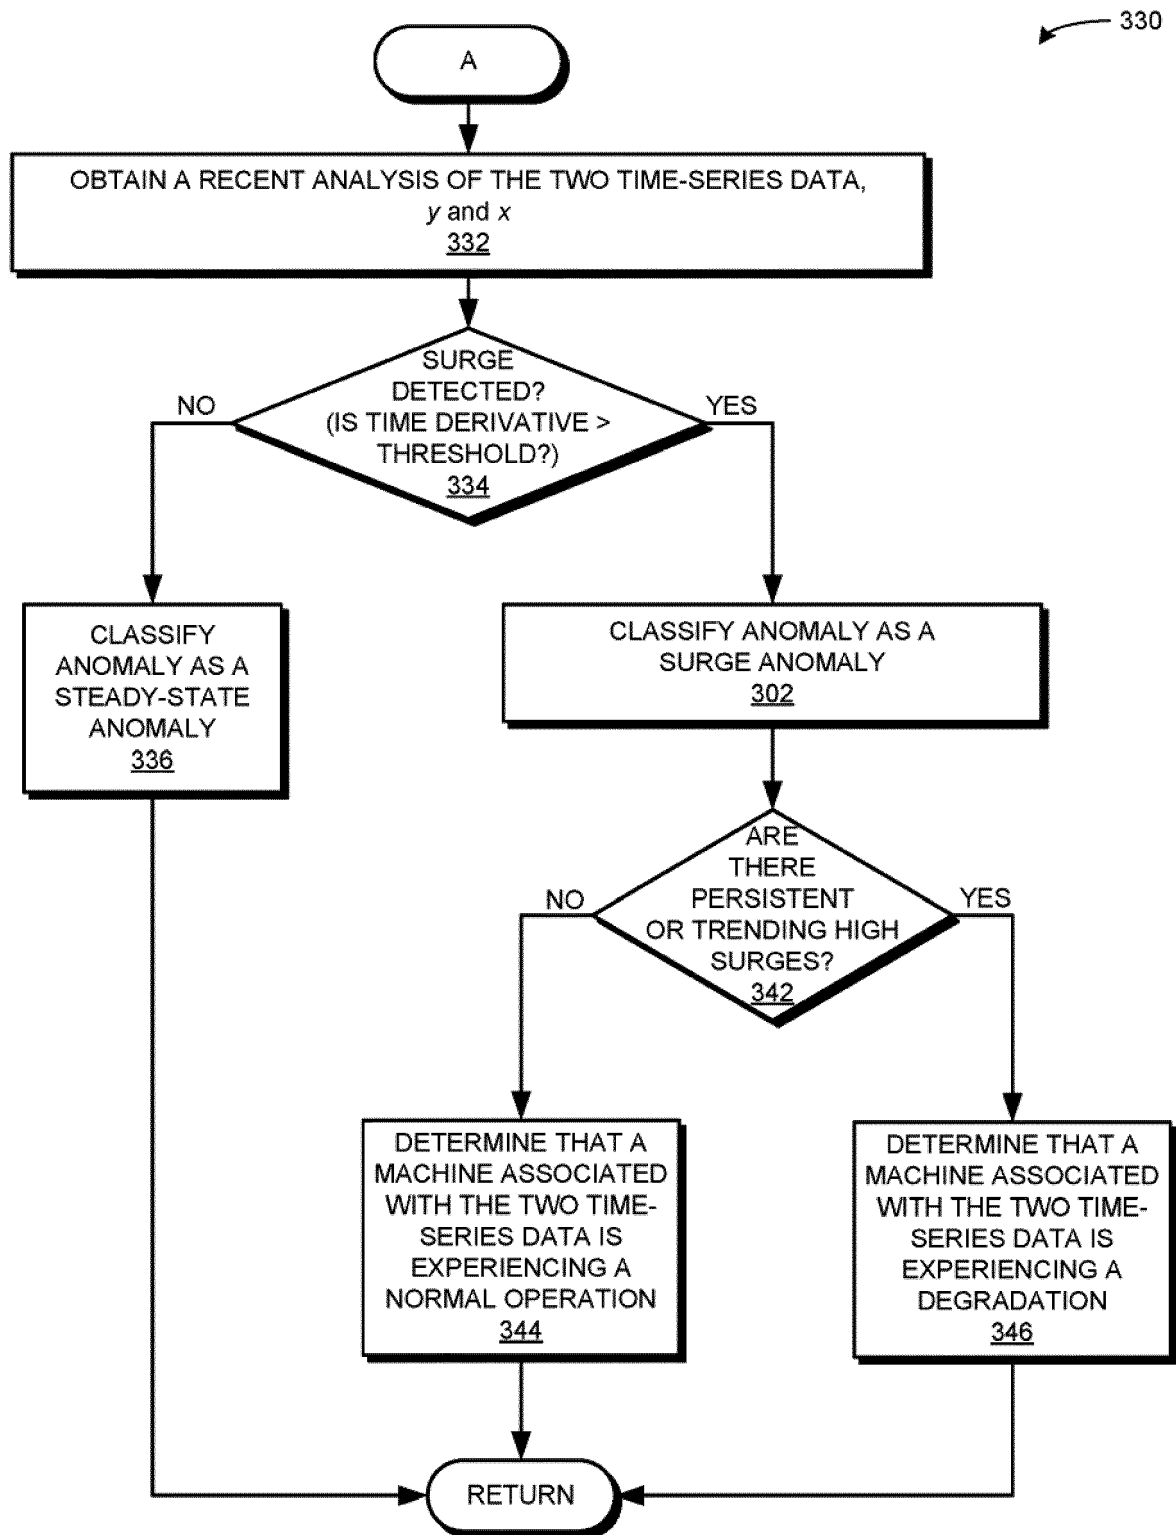 330
A
OBTAIN A RECENT ANALYSIS OF THE TWO TIME-SERIES DATA,
y and x
332
SURGE
DETECTED?
(IS TIME DERIVATIVE >
THRESHOLD?)
334
NO
YES
CLASSIFY
ANOMALY AS A
STEADY-STATE
ANOMALY
336
CLASSIFY ANOMALY AS A
SURGE ANOMALY
302
ARE
THERE
PERSISTENT
OR TRENDING HIGH
SURGES?
342
NO
YES
DETERMINE THAT A
MACHINE ASSOCIATED
WITH THE TWO TIME-
SERIES DATA IS
EXPERIENCING A
NORMAL OPERATION
344
DETERMINE THAT A
MACHINE ASSOCIATED
WITH THE TWO TIME-
SERIES DATA IS
EXPERIENCING A
DEGRADATION
346
RETURN